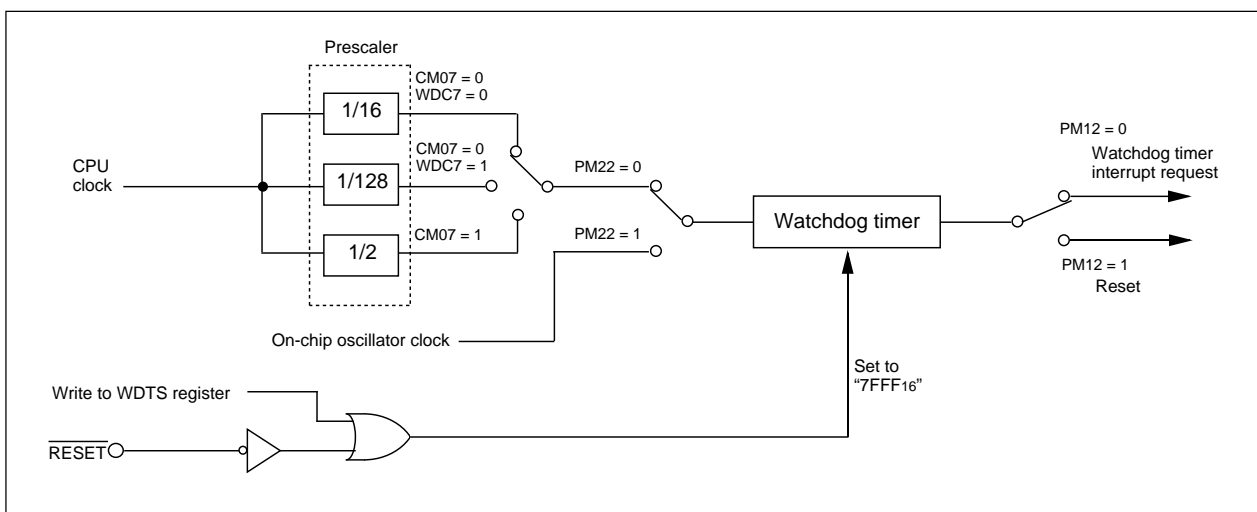 Prescaler
CM07 = 0
WDC7 = 0
1/16
PM12 = 0
Watchdog timer
interrupt request
CPU
clock
CM07 = 0
WDC7 = 1
1/128
PM22 = 0
Watchdog timer
CM07 = 1
1/2
PM22 = 1
PM12 = 1
Reset
On-chip oscillator clock
Set to
“7FFF16”
Write to WDTS register
RESET